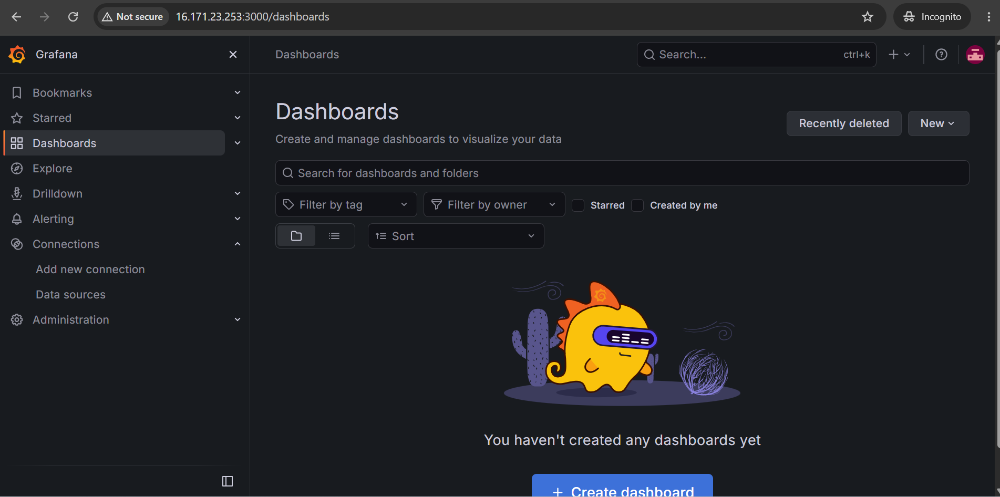 Not secure 16.171.23.253:3000/dashboards Incognito
Grafana
Dashboards
Search... ctrl+k
Bookmarks
Starred
Dashboards
Explore
Drilldown
Alerting
Connections
Add new connection
Data sources
Administration
Dashboards
Create and manage dashboards to visualize your data
Recently deleted
New
Search for dashboards and folders
Filter by tag
Filter by owner
Starred
Created by me
Sort
You haven't created any dashboards yet
+ Create dashboard